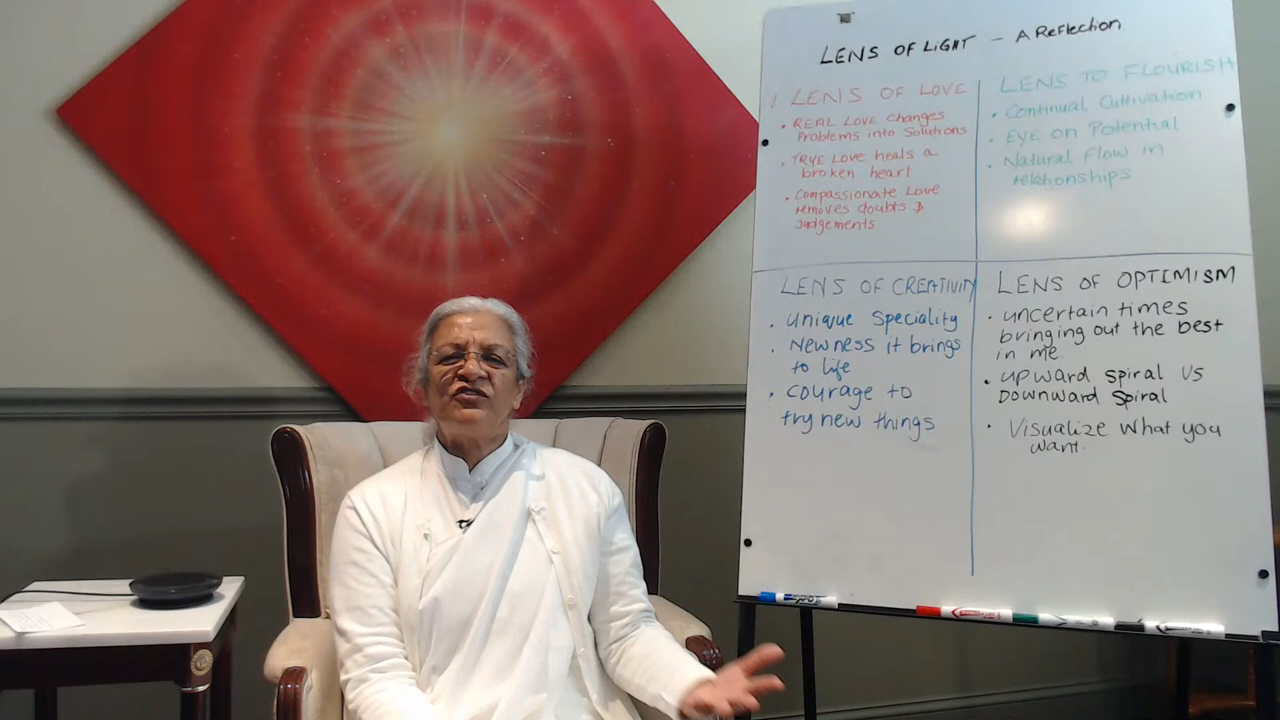 LENS OF LIGHT – A Reflection
1 LENS OF LOVE
• REAL LOVE changes
Problems into Solutions
• TRYE LOVE heals a
broken heart
• Compassionate Love
removes doubts &
Judgements
LENS TO FLOURISH
• Continual Cultivation
• Eye on Potential
• Natural Flow in
relationships
LENS OF CREATIVITY
• Unique Speciality
• Newness it brings
to life
• Courage to
try new things
LENS OF OPTIMISM
• uncertain times
bringing out the best
in me.
• upward spiral vs
Downward spiral
• Visualize what you
want.